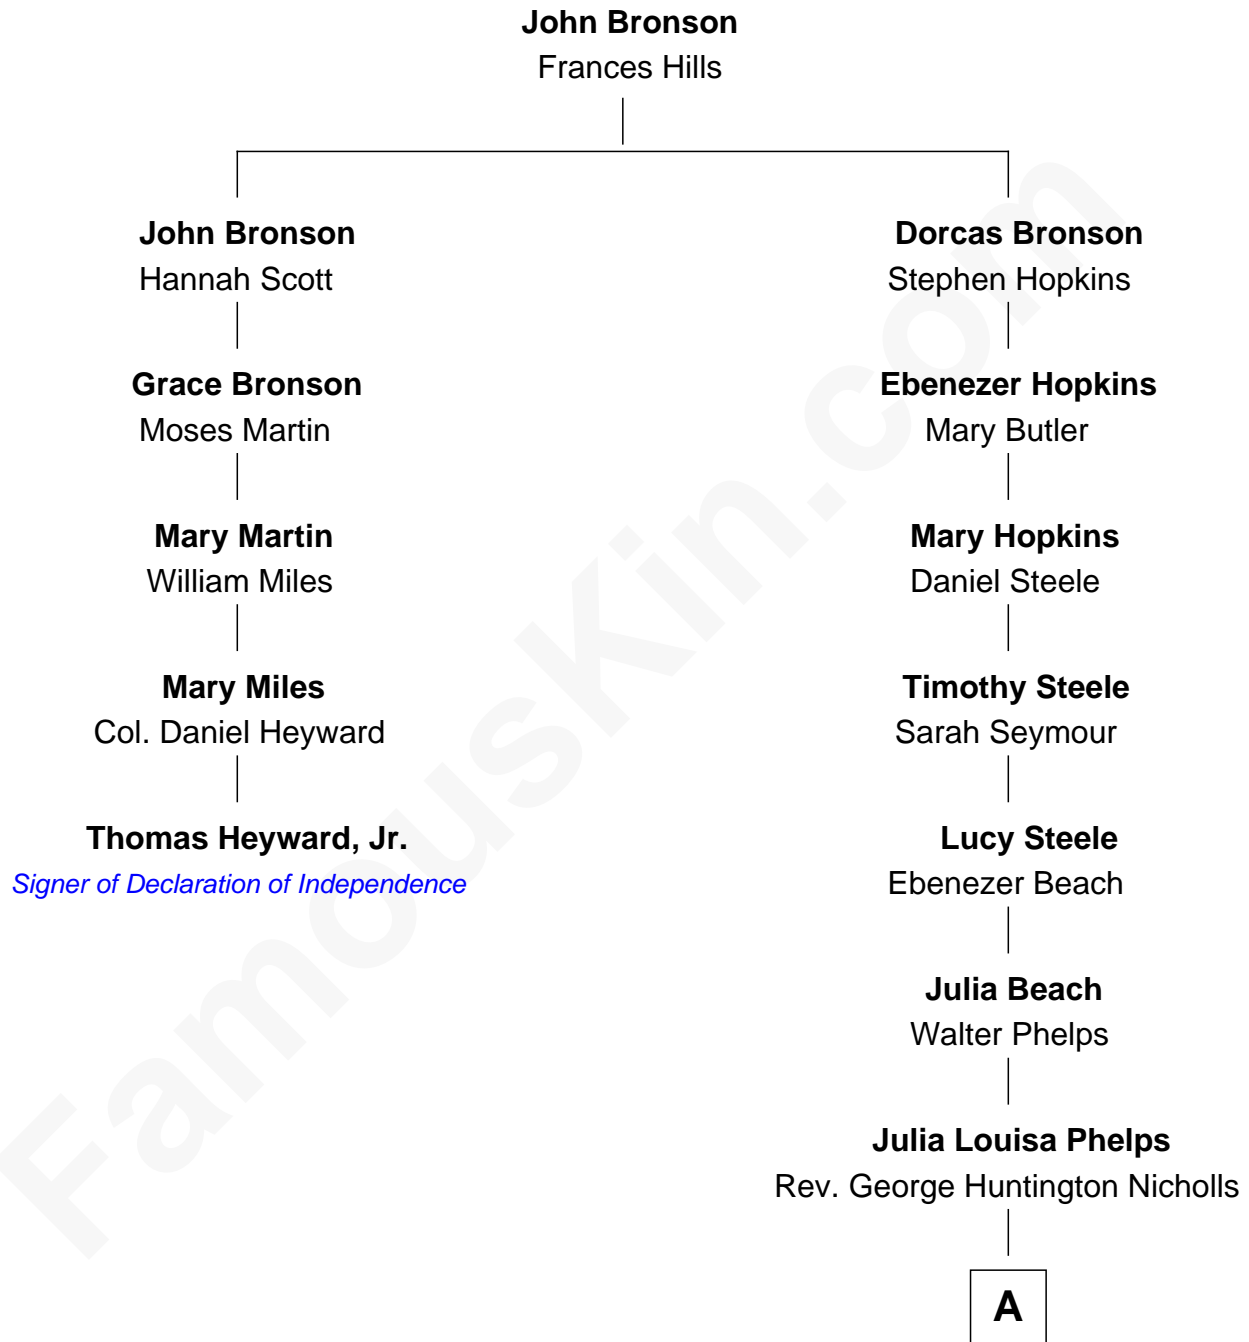 John Bronson
Frances Hills
John Bronson
Hannah Scott
Grace Bronson
Moses Martin
Mary Martin
William Miles
Mary Miles
Col. Daniel Heyward
Thomas Heyward, Jr.
Signer of Declaration of Independence
Dorcas Bronson
Stephen Hopkins
Ebenezer Hopkins
Mary Butler
Mary Hopkins
Daniel Steele
Timothy Steele
Sarah Seymour
Lucy Steele
Ebenezer Beach
Julia Beach
Walter Phelps
Julia Louisa Phelps
Rev. George Huntington Nicholls
A
FamousKin.com